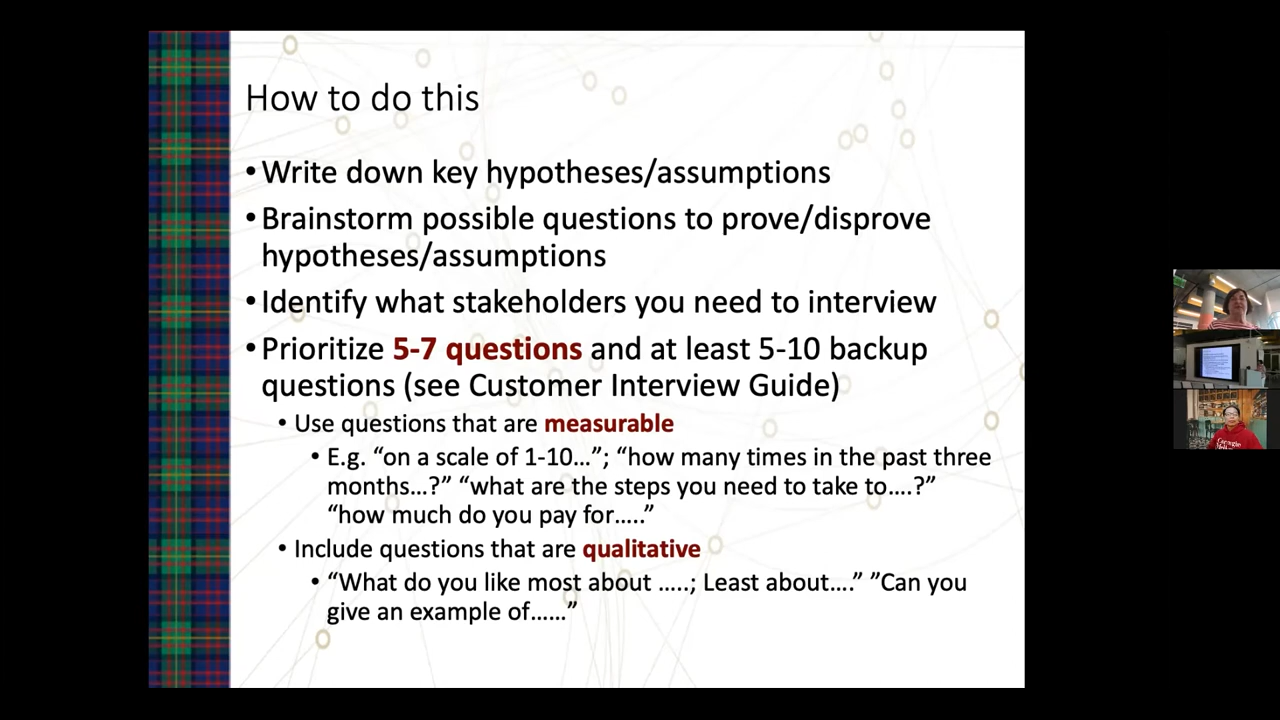 How to do this
• Write down key hypotheses/assumptions
• Brainstorm possible questions to prove/disprove
hypotheses/assumptions
• Identify what stakeholders you need to interview
• Prioritize 5-7 questions and at least 5-10 backup
questions (see Customer Interview Guide)
• Use questions that are measurable
• E.g. “on a scale of 1-10…”; “how many times in the past three
months…?” “what are the steps you need to take to….?”
“how much do you pay for…..”
• Include questions that are qualitative
• “What do you like most about …..; Least about….” ”Can you
give an example of……”